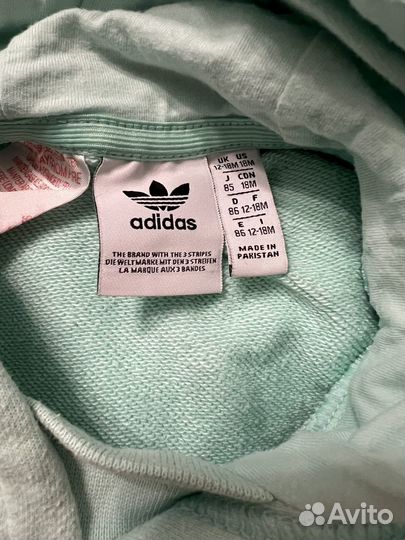 adidas
THE BRAND WITH THE 3 STRIPES
DIE WELTMARKE MIT DEN 3 STREIFEN
LA MARQUE AUX 3 BANDES
UK US
12-18M 18M
J CDN
85 18M
D F
86 12-18M
E I
86 12-18M
MADE IN
PAKISTAN
Avito